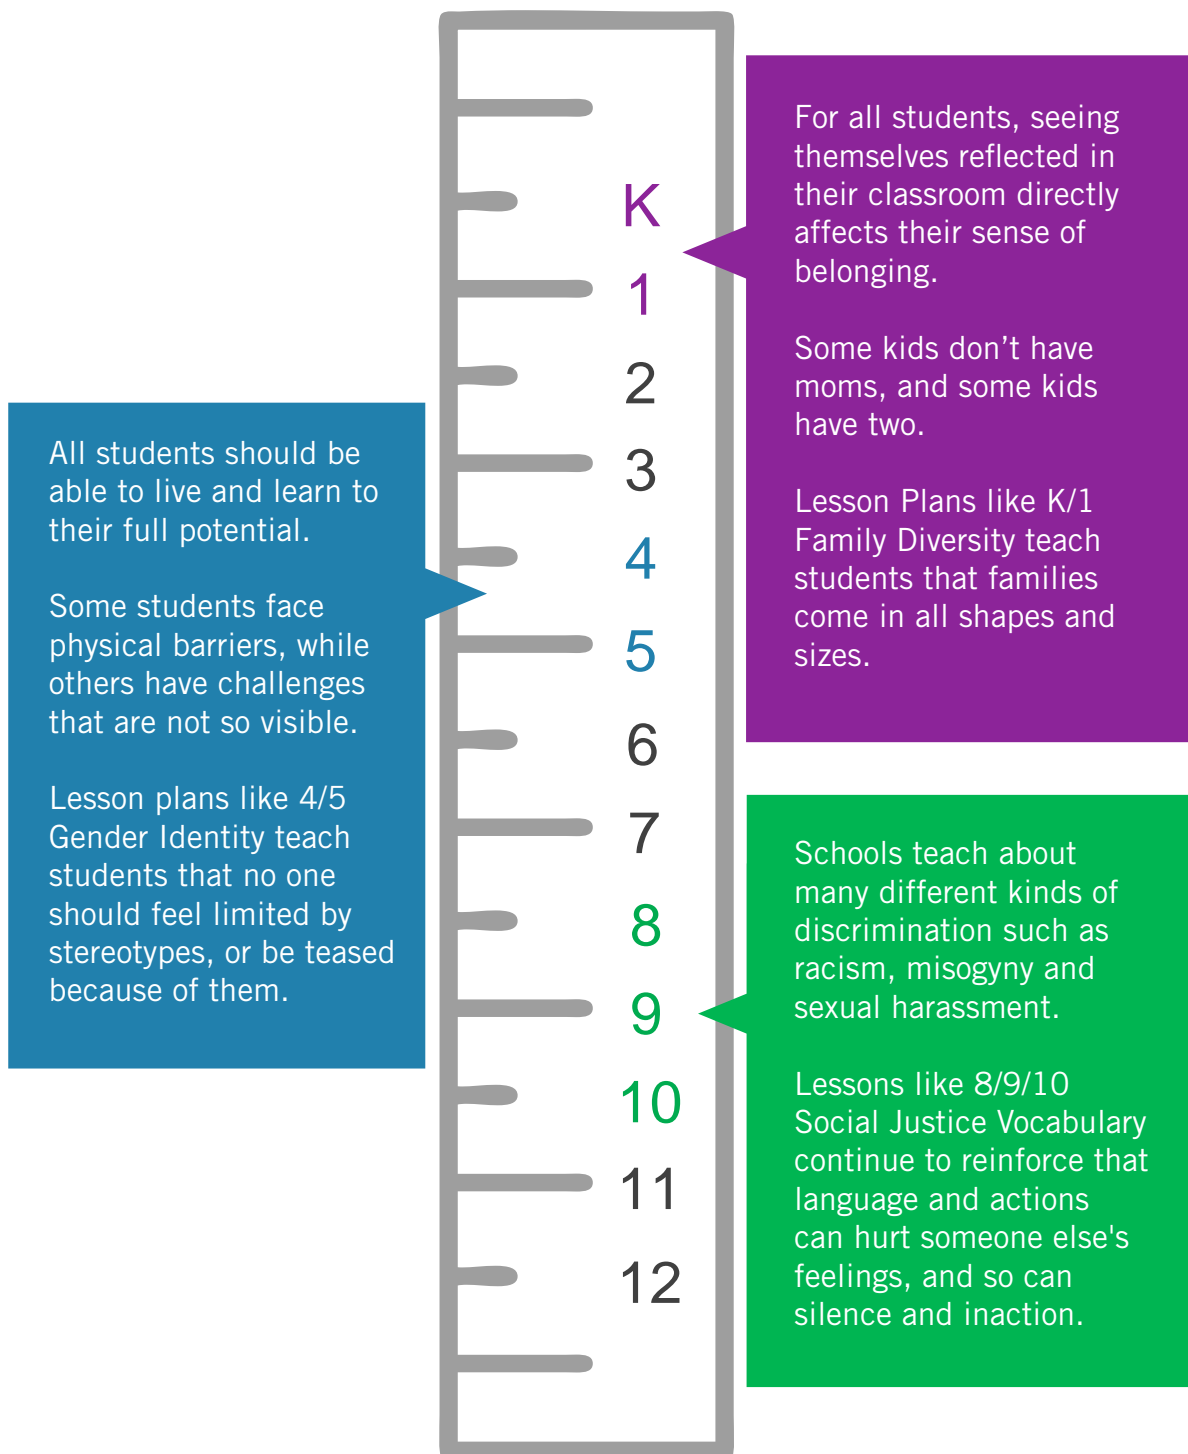 K
1
2
3
4
5
6
7
8
9
10
11
12
For all students, seeing
themselves reflected in
their classroom directly
affects their sense of
belonging.
Some kids don’t have
moms, and some kids
have two.
Lesson Plans like K/1
Family Diversity teach
students that families
come in all shapes and
sizes.
All students should be
able to live and learn to
their full potential.
Some students face
physical barriers, while
others have challenges
that are not so visible.
Lesson plans like 4/5
Gender Identity teach
students that no one
should feel limited by
stereotypes, or be teased
because of them.
Schools teach about
many different kinds of
discrimination such as
racism, misogyny and
sexual harassment.
Lessons like 8/9/10
Social Justice Vocabulary
continue to reinforce that
language and actions
can hurt someone else's
feelings, and so can
silence and inaction.